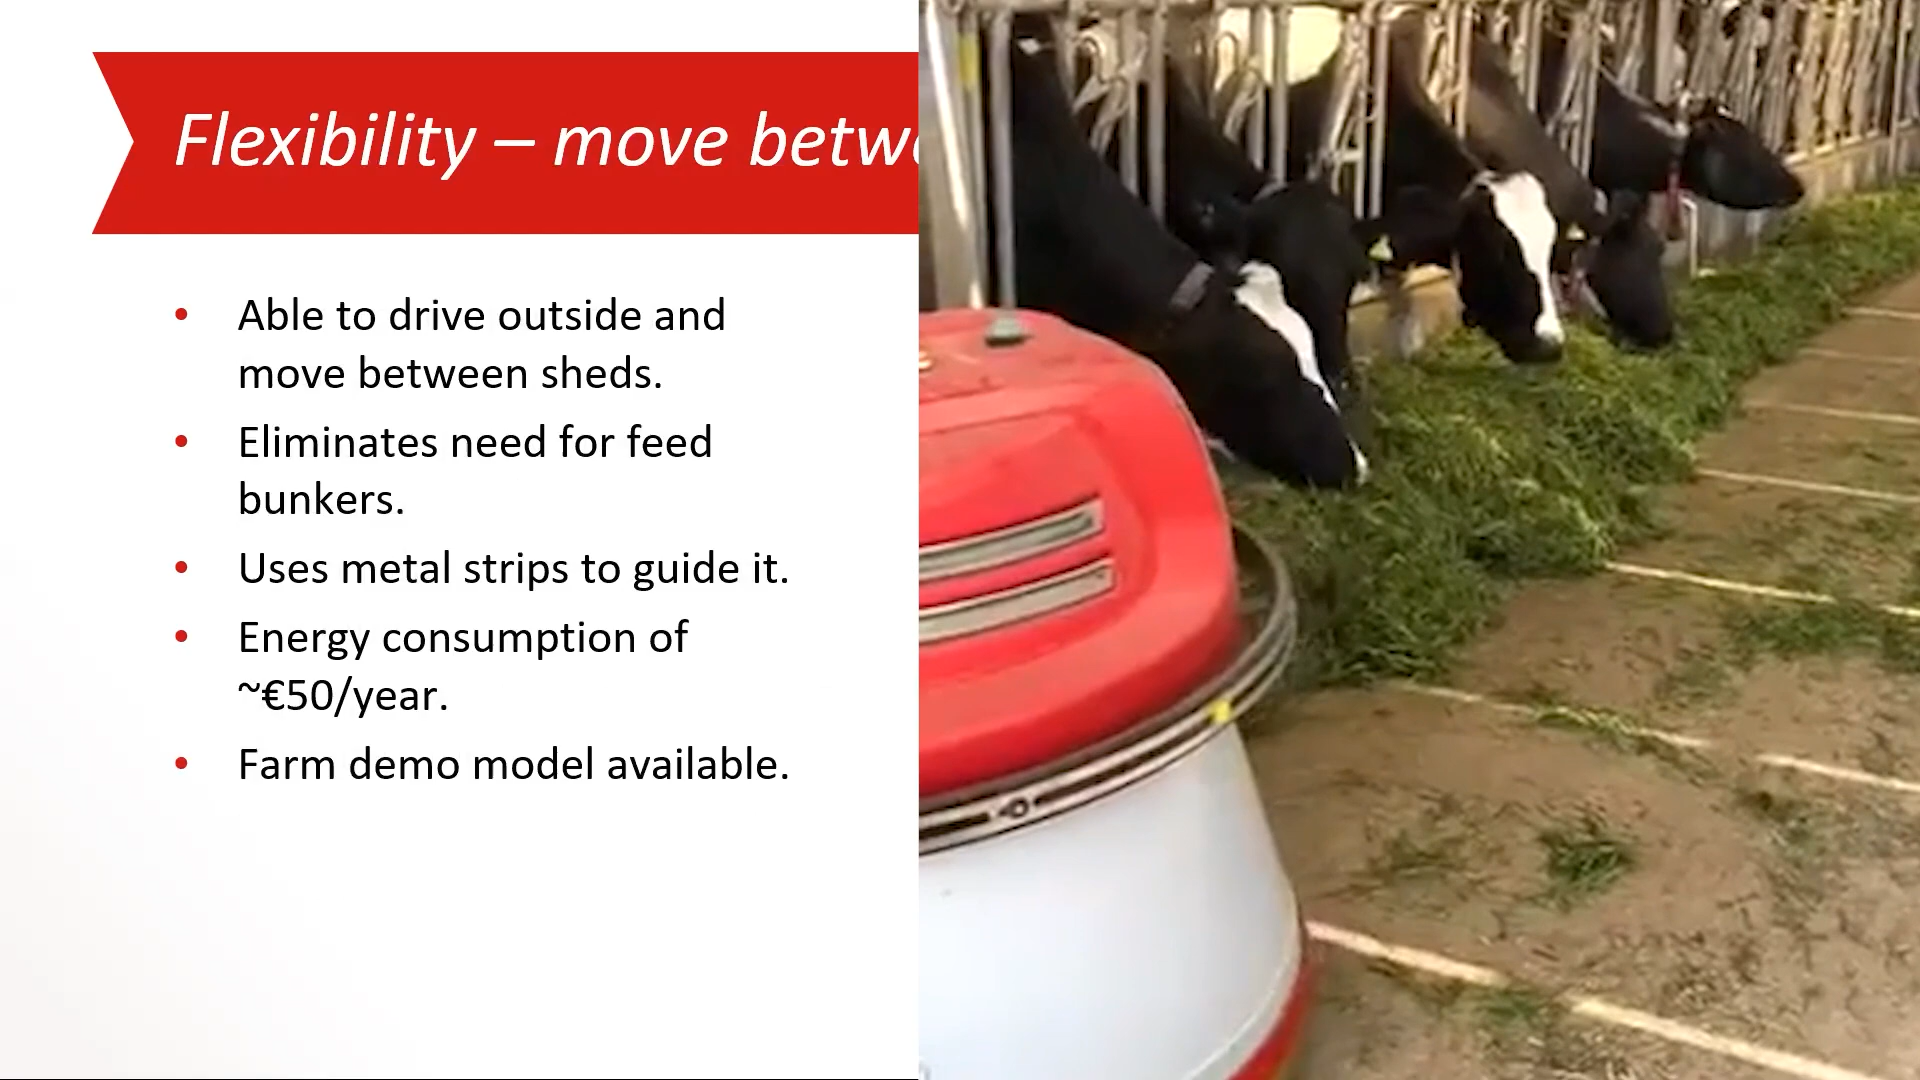 Flexibility – move betw
• Able to drive outside and
move between sheds.
• Eliminates need for feed
bunkers.
• Uses metal strips to guide it.
• Energy consumption of
~€50/year.
• Farm demo model available.